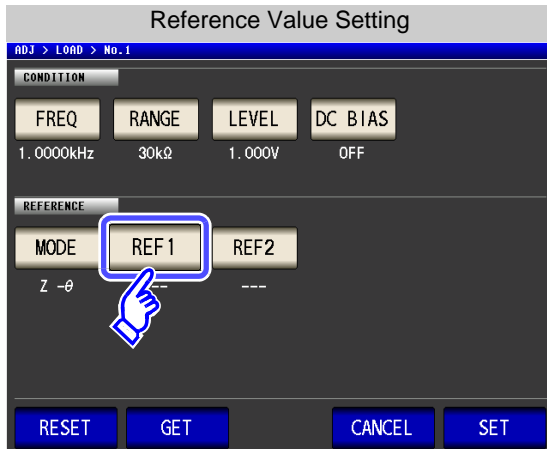 Reference Value Setting
ADJ > LOAD > No.1
CONDITION
FREQ RANGE LEVEL DC BIAS
1.0000kHz 30kΩ 1.000V OFF
REFERENCE
MODE REF1 REF2
Z -θ --- ---
RESET GET CANCEL SET